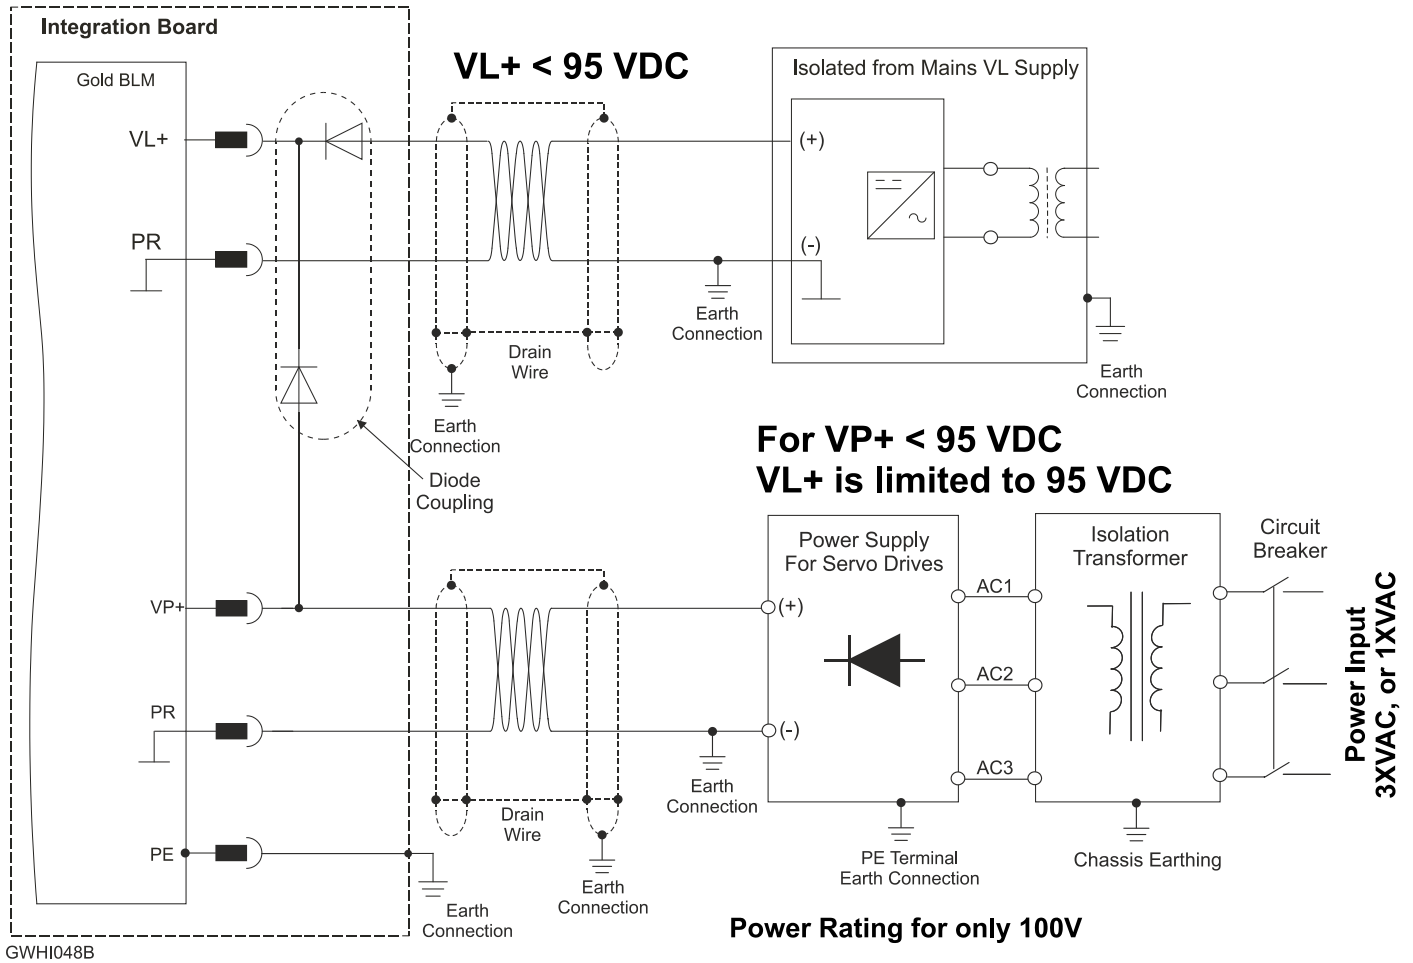 Integration Board
Gold BLM
VL+ < 95 VDC
Isolated from Mains VL Supply
VL+
(+)
PR
(-)
Earth
Connection
Drain
Wire
Earth
Connection
Earth
Connection
Diode
Coupling
For VP+ < 95 VDC
VL+ is limited to 95 VDC
Power Supply
For Servo Drives
Isolation
Transformer
Circuit
Breaker
VP+
(+)
AC1
AC2
AC3
PR
(-)
Earth
Connection
Drain
Wire
Power Input
3XVAC, or 1XVAC
PE
PE Terminal
Earth Connection
Chassis Earthing
Earth
Connection
Earth
Connection
Power Rating for only 100V
GWHI048B